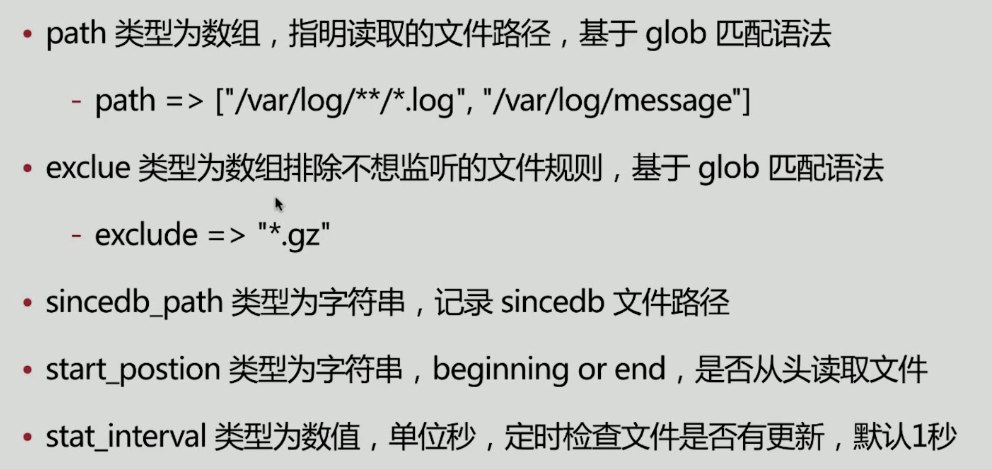 • path 类型为数组，指明读取的文件路径，基于 glob 匹配语法
- path => ["/var/log/**/*.log", "/var/log/message"]
• exclue 类型为数组排除不想监听的文件规则，基于 glob 匹配语法
- exclude => "*.gz"
• sincedb_path 类型为字符串，记录 sincedb 文件路径
• start_postion 类型为字符串，beginning or end，是否从头读取文件
• stat_interval 类型为数值，单位秒，定时检查文件是否有更新，默认1秒